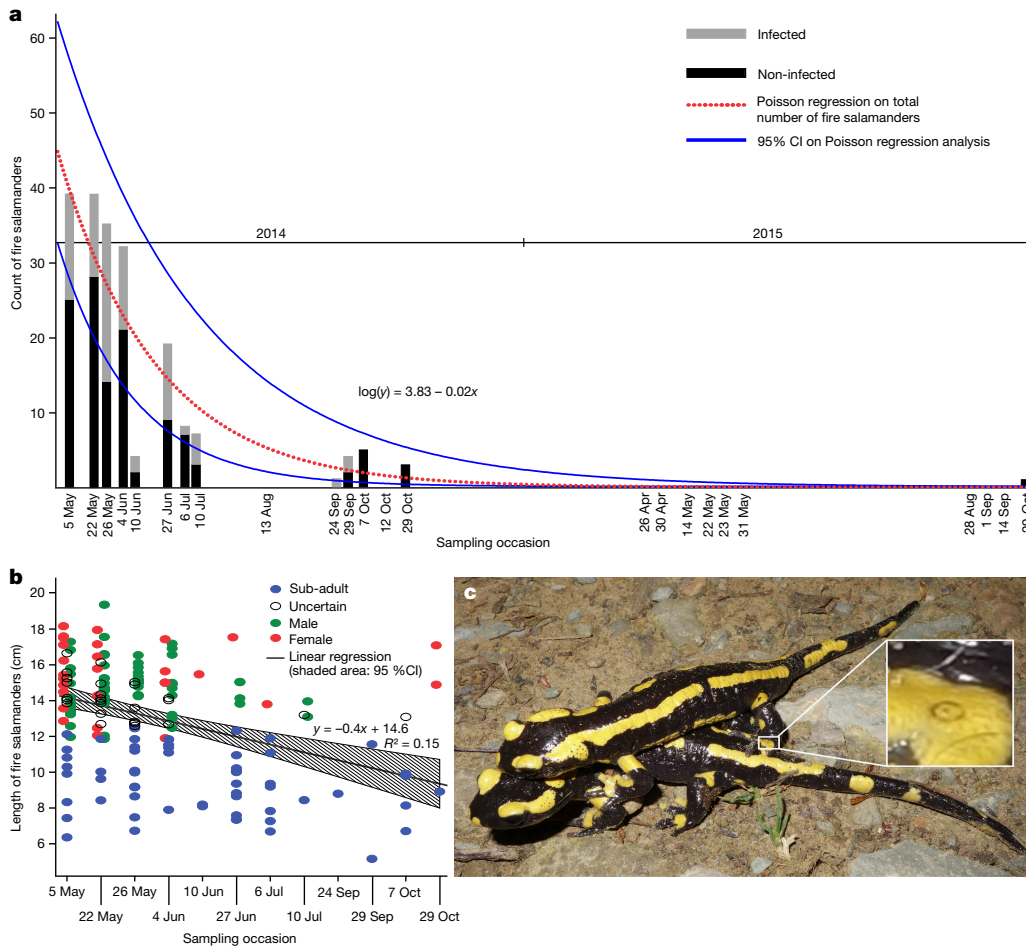 a
60
50
40
30
20
10
Count of fire salamanders
Infected
Non-infected
Poisson regression on total
number of fire salamanders
95% CI on Poisson regression analysis
2014
2015
log(y) = 3.83 – 0.02x
5 May
22 May
26 May
4 Jun
10 Jun
27 Jun
6 Jul
10 Jul
13 Aug
24 Sep
29 Sep
7 Oct
12 Oct
29 Oct
26 Apr
30 Apr
14 May
22 May
23 May
31 May
28 Aug
1 Sep
14 Sep
Sampling occasion
b
20
18
16
14
12
10
8
6
Length of fire salamanders (cm)
Sub-adult
Uncertain
Male
Female
Linear regression
(shaded area: 95 %CI)
y = –0.4x + 14.6
R² = 0.15
5 May
26 May
10 Jun
6 Jul
24 Sep
7 Oct
22 May
4 Jun
27 Jun
10 Jul
29 Sep
29 Oct
Sampling occasion
c